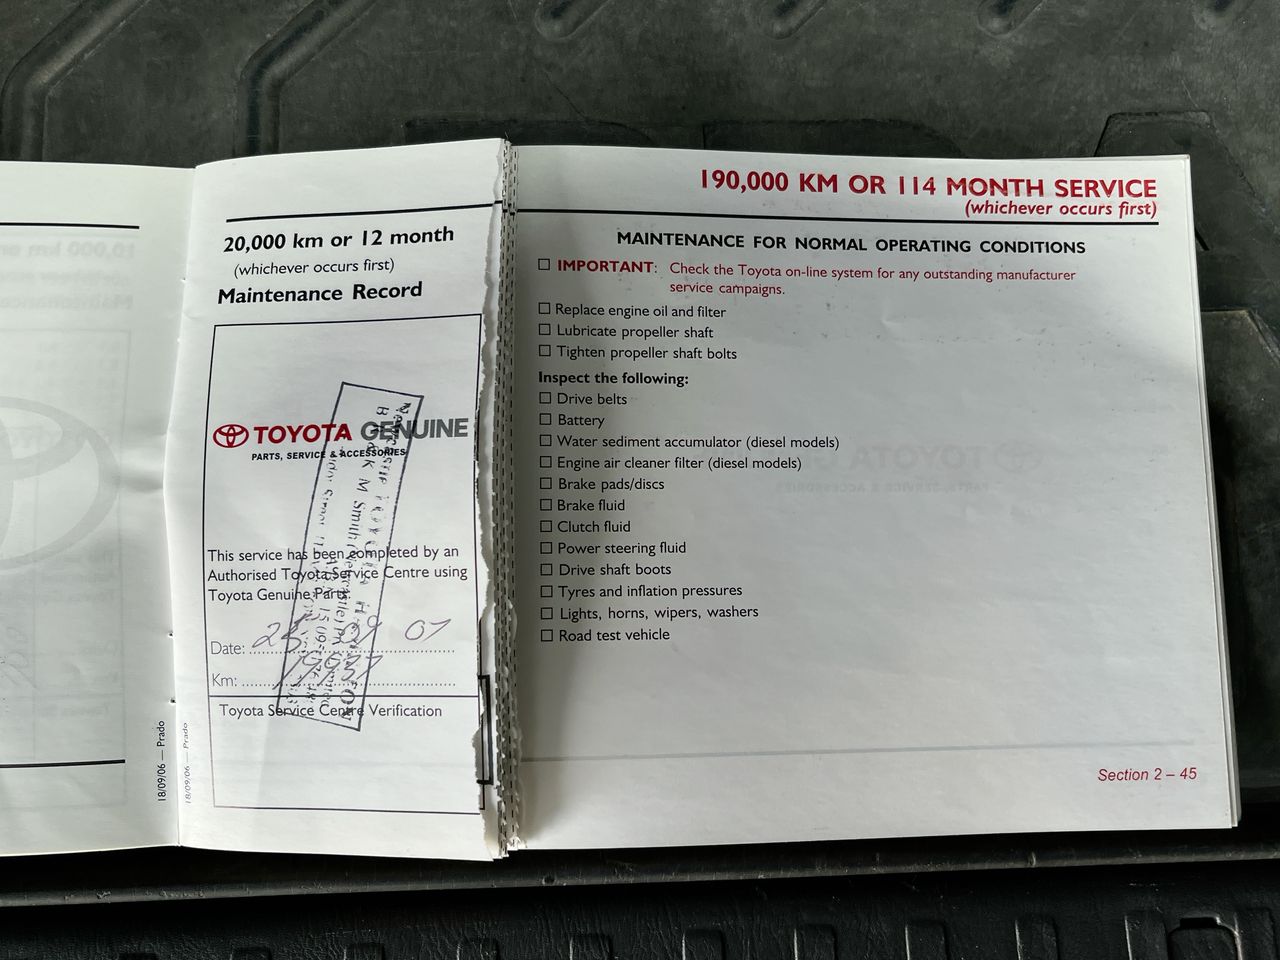 20,000 km or 12 month
(whichever occurs first)
Maintenance Record
TOYOTA GENUINE
PARTS, SERVICE & ACCESSORIES
This service has been completed by an
Authorised Toyota Service Centre using
Toyota Genuine Parts
Date: 07
Km:
Toyota Service Centre Verification
M Smith
18/09/06 — Prado
18/09/06 — Prado
190,000 KM OR 114 MONTH SERVICE
(whichever occurs first)
MAINTENANCE FOR NORMAL OPERATING CONDITIONS
☐ IMPORTANT: Check the Toyota on-line system for any outstanding manufacturer
service campaigns.
☐ Replace engine oil and filter
☐ Lubricate propeller shaft
☐ Tighten propeller shaft bolts
Inspect the following:
☐ Drive belts
☐ Battery
☐ Water sediment accumulator (diesel models)
☐ Engine air cleaner filter (diesel models)
☐ Brake pads/discs
☐ Brake fluid
☐ Clutch fluid
☐ Power steering fluid
☐ Drive shaft boots
☐ Tyres and inflation pressures
☐ Lights, horns, wipers, washers
☐ Road test vehicle
Section 2 – 45